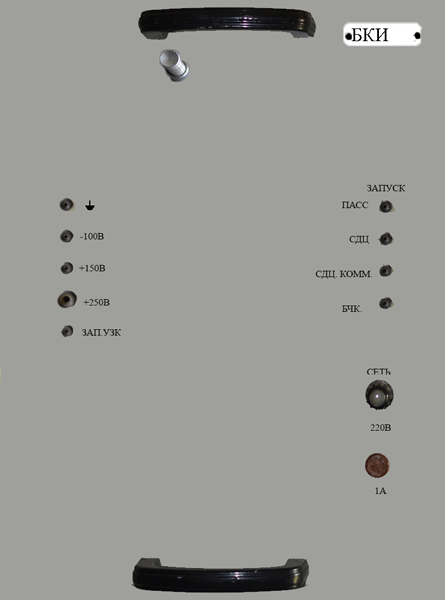 БКИ
ЗАПУСК
ПАСС
-100В
СДЦ
+150В
СДЦ. КОММ.
+250В
БЧК.
ЗАП.УЗК
СЕТЬ
220В
1А